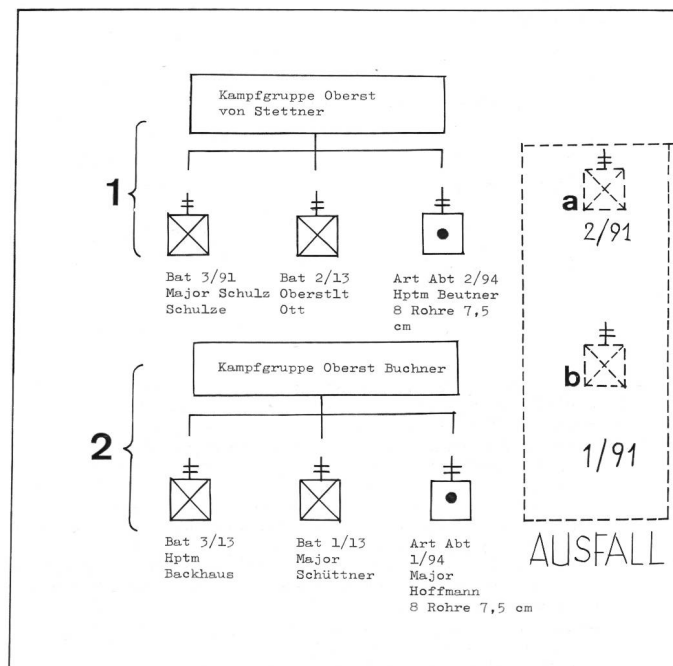 Kampfgruppe Oberst
von Stettner
1
Bat 3/91
Major Schulz
Schulze
Bat 2/13
Oberstlt
Ott
Art Abt 2/94
Hptm Beutner
8 Rohre 7,5
cm
Kampfgruppe Oberst Buchner
2
Bat 3/13
Hptm
Backhaus
Bat 1/13
Major
Schüttner
Art Abt
1/94
Major
Hoffmann
8 Rohre 7,5 cm
a
2/91
b
1/91
AUSFALL